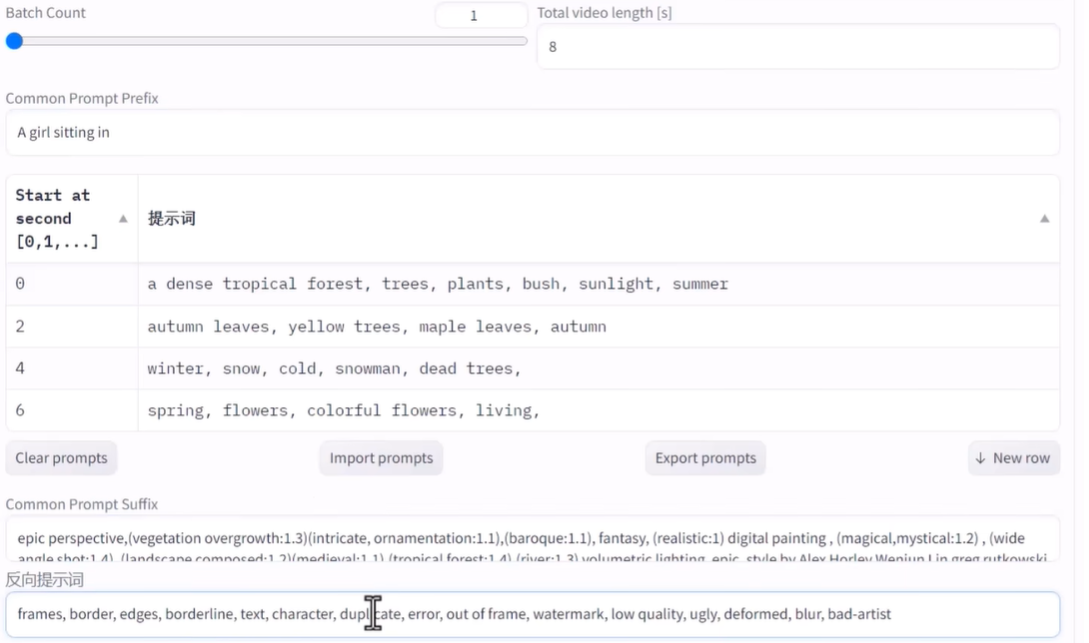 Batch Count
1
Total video length [s]
8
Common Prompt Prefix
A girl sitting in
Start at
second
[0,1,...]
提示词
0
a dense tropical forest, trees, plants, bush, sunlight, summer
2
autumn leaves, yellow trees, maple leaves, autumn
4
winter, snow, cold, snowman, dead trees,
6
spring, flowers, colorful flowers, living,
Clear prompts
Import prompts
Export prompts
↓ New row
Common Prompt Suffix
epic perspective,(vegetation overgrowth:1.3)(intricate, ornamentation:1.1),(baroque:1.1), fantasy, (realistic:1) digital painting , (magical,mystical:1.2) , (wide
angle shot:1.4), (landscape composed:1.2)(medieval:1.1),(tropical forest:1.4),(river:1.3) volumetric lighting, epic, style by Alex Horley Wenjun Lin greg rutkowski
反向提示词
frames, border, edges, borderline, text, character, duplicate, error, out of frame, watermark, low quality, ugly, deformed, blur, bad-artist